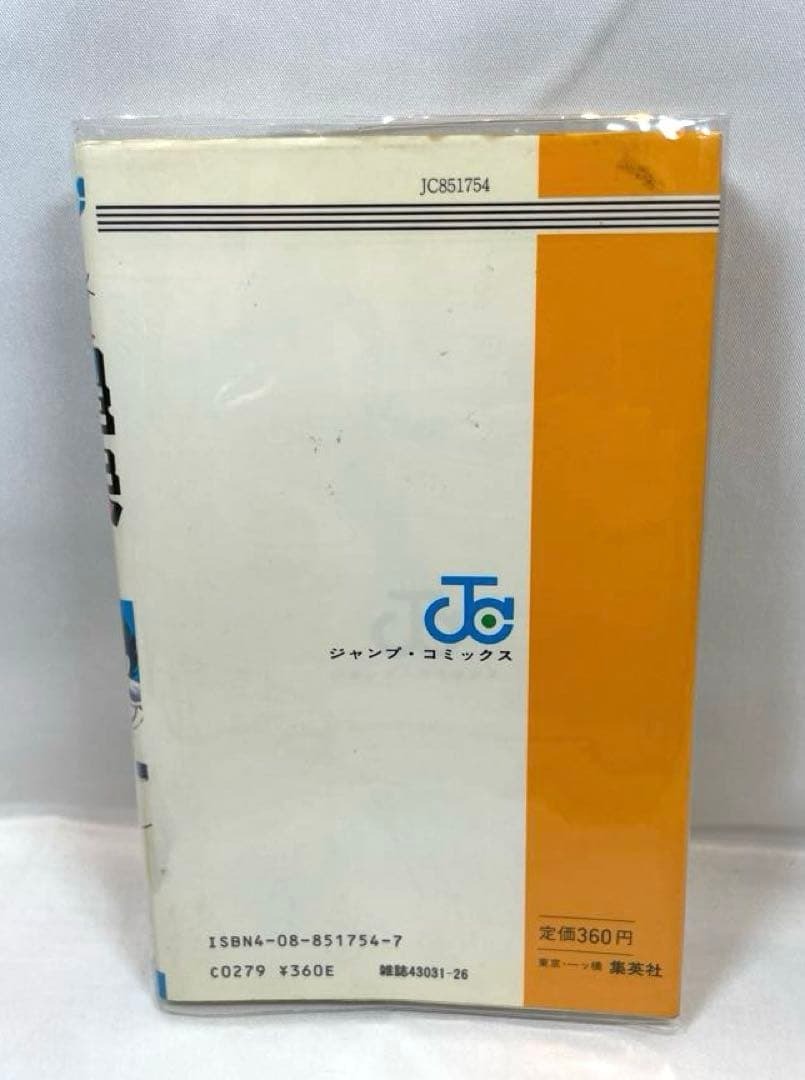 JC851754
JC
ジャンプ・コミックス
ISBN4-08-851754-7
C0279 ¥360E 雑誌43031-26
定価360円
東京・一ッ橋 集英社